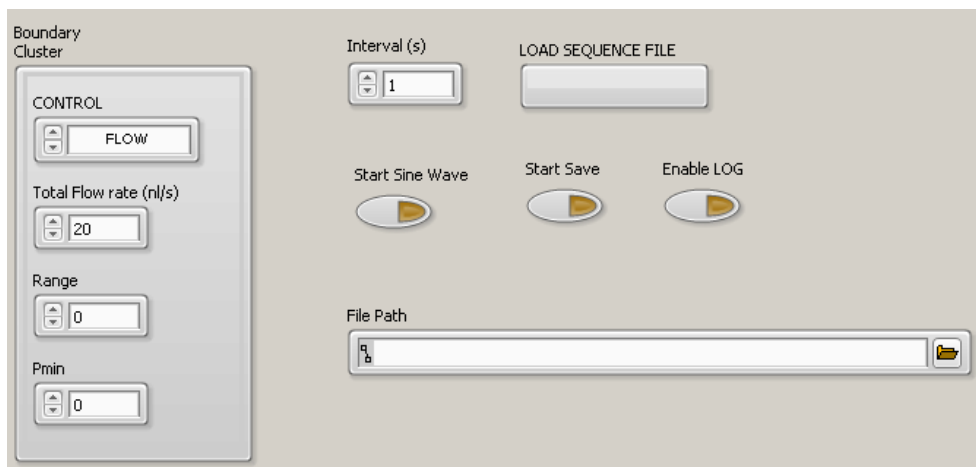 Boundary
Cluster
CONTROL
FLOW
Total Flow rate (nl/s)
20
Range
0
Pmin
0
Interval (s)
1
LOAD SEQUENCE FILE
Start Sine Wave
Start Save
Enable LOG
File Path